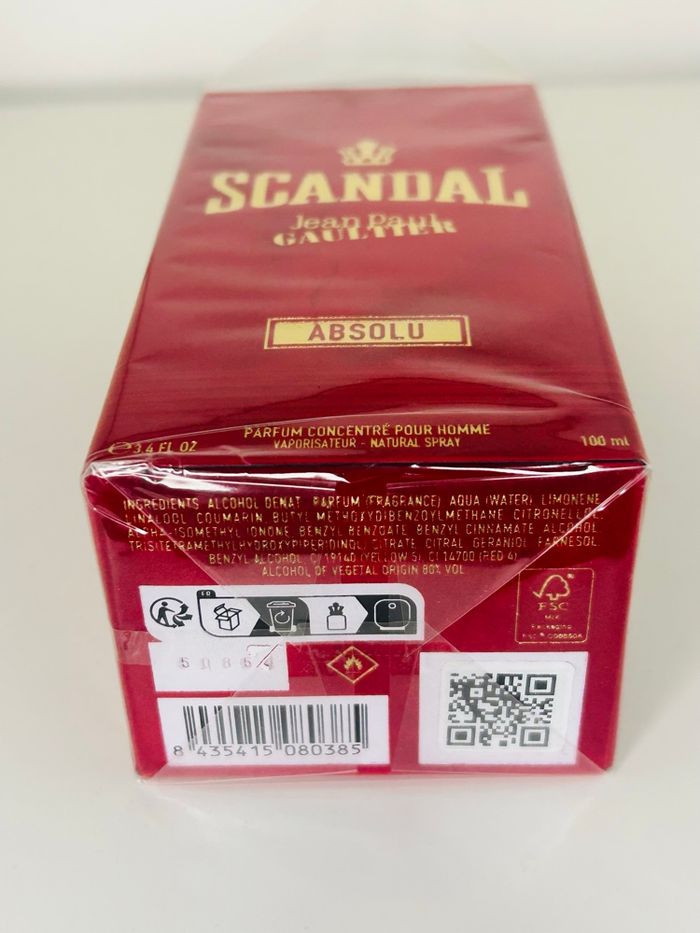 SCANDAL
Jean Paul
GAULTIER
ABSOLU
PARFUM CONCENTRÉ POUR HOMME
VAPORISATEUR - NATURAL SPRAY
℮ 3.4 FL OZ
100 ml
INGREDIENTS ALCOHOL DENAT. PARFUM (FRAGRANCE) AQUA (WATER) LIMONENE
LINALOOL COUMARIN BUTYL METHOXYDIBENZOYLMETHANE CITRONELLOL
ALPHA-ISOMETHYL IONONE BENZYL BENZOATE BENZYL CINNAMATE ALCOHOL
TRIS(TETRAMETHYLHYDROXYPIPERIDINOL) CITRATE CITRAL GERANIOL FARNESOL
BENZYL ALCOHOL CI 19140 (YELLOW 5) CI 14700 (RED 4)
ALCOHOL OF VEGETAL ORIGIN 80% VOL
FR
FSC
MIX
Packaging
8 435415 080385